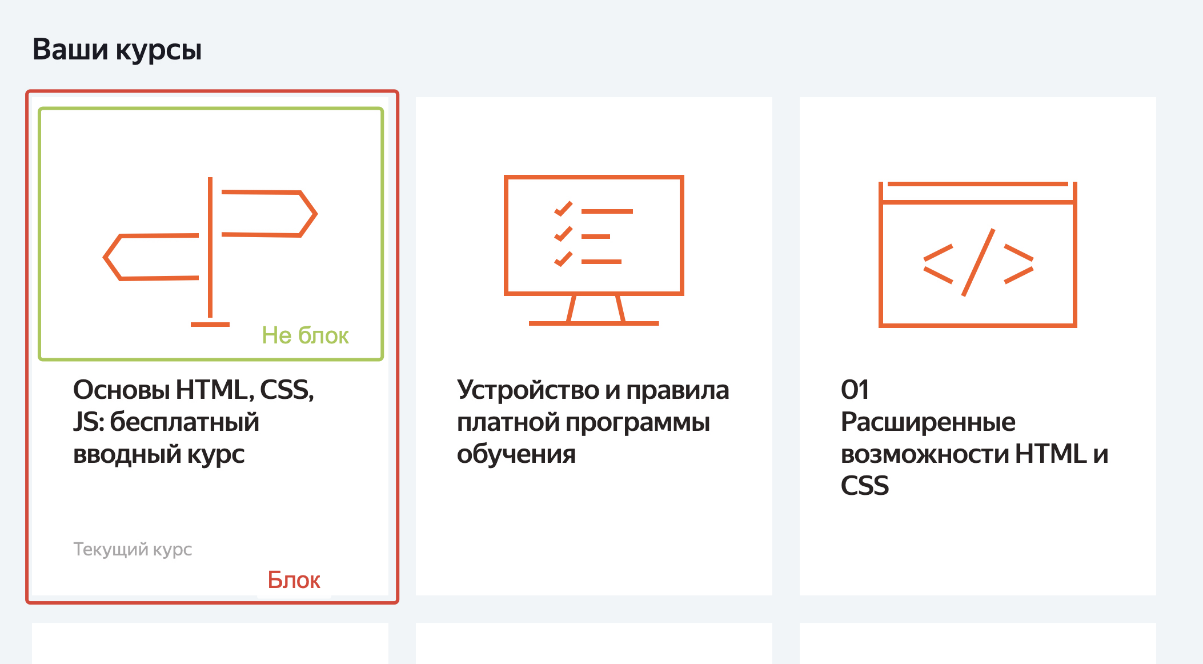 Ваши курсы
Не блок
Основы HTML, CSS,
JS: бесплатный
вводный курс
Текущий курс
Блок
Устройство и правила
платной программы
обучения
</>
01
Расширенные
возможности HTML и
CSS